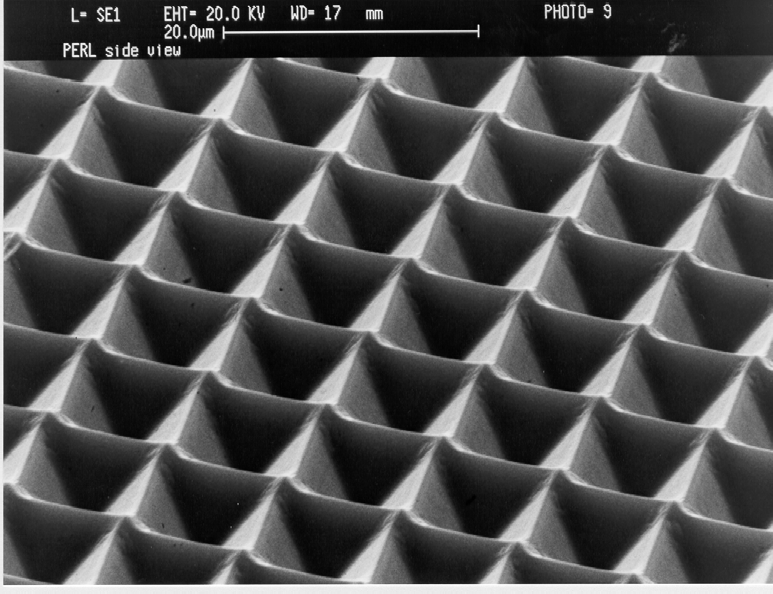 L= SE1 EHT= 20.0 KV WD= 17 mm PHOTO= 9
20.0µm
PERL side view